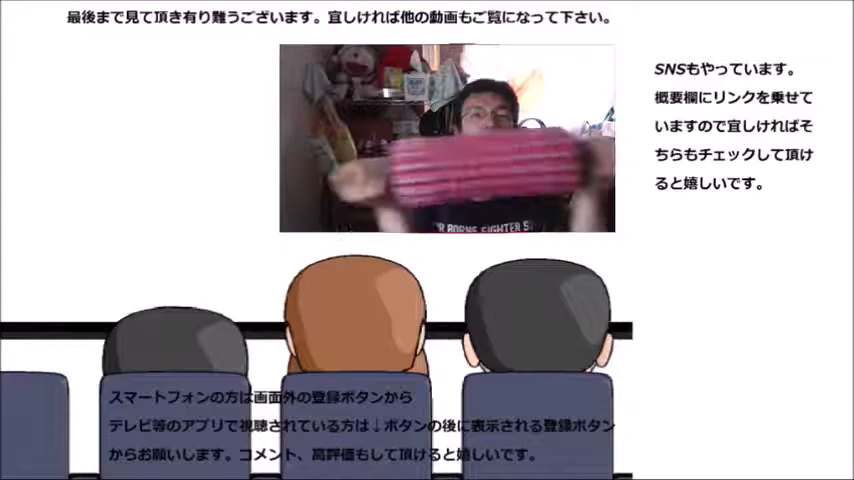 最後まで見て頂き有り難うございます。宜しければ他の動画もご覧になって下さい。
SNSもやっています。
概要欄にリンクを乗せて
いますので宜しければそ
ちらもチェックして頂け
ると嬉しいです。
BORNE FIGHTER
スマートフォンの方は画面外の登録ボタンから
テレビ等のアプリで視聴されている方は↓ボタンの後に表示される登録ボタン
からお願いします。コメント、高評価もして頂けると嬉しいです。